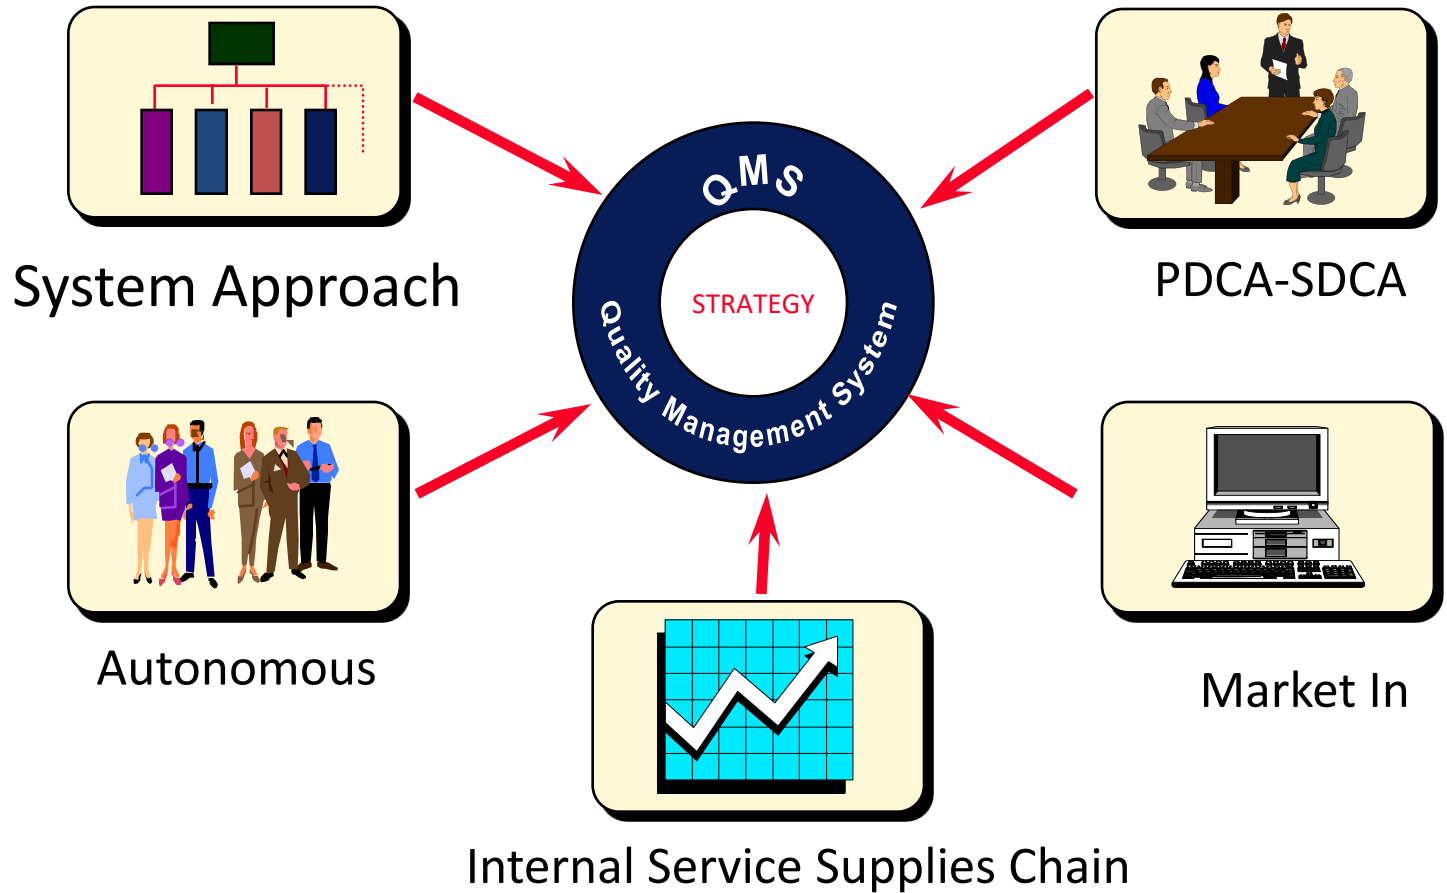 QMS
STRATEGY
Quality Management System
System Approach
PDCA-SDCA
Autonomous
Market In
Internal Service Supplies Chain